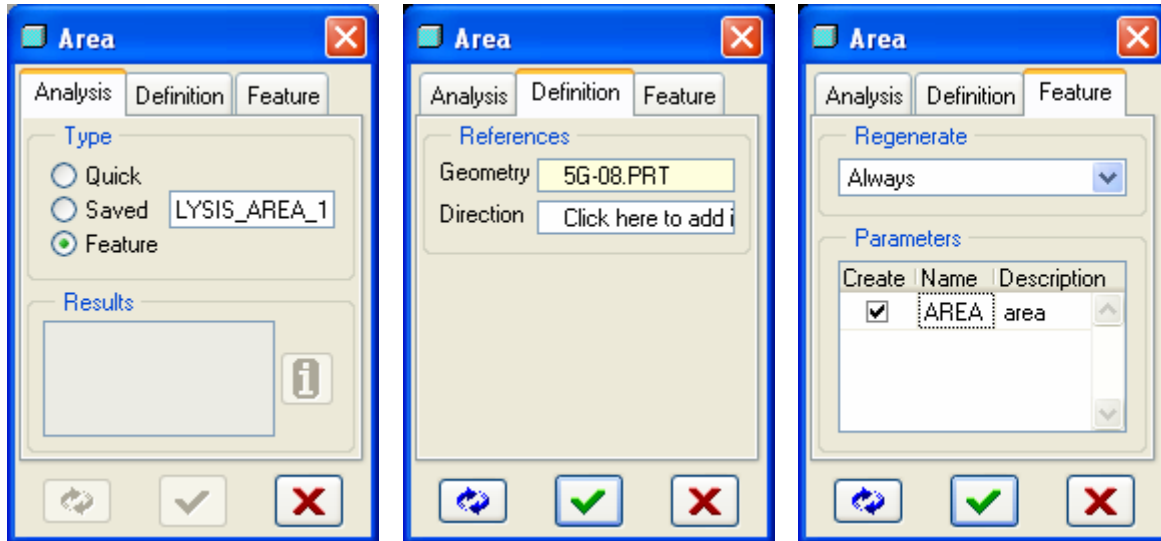 Area
Analysis Definition Feature
Type
Quick
Saved LYSIS_AREA_1
Feature
Results
Area
Analysis Definition Feature
References
Geometry 5G-08.PRT
Direction Click here to add i
Area
Analysis Definition Feature
Regenerate
Always
Parameters
Create Name Description
AREA area